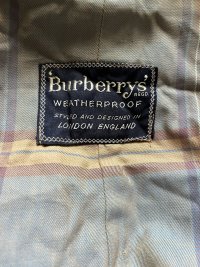 'Burberrys'
REGD
WEATHERPROOF
STYLED AND DESIGNED IN
LONDON ENGLAND